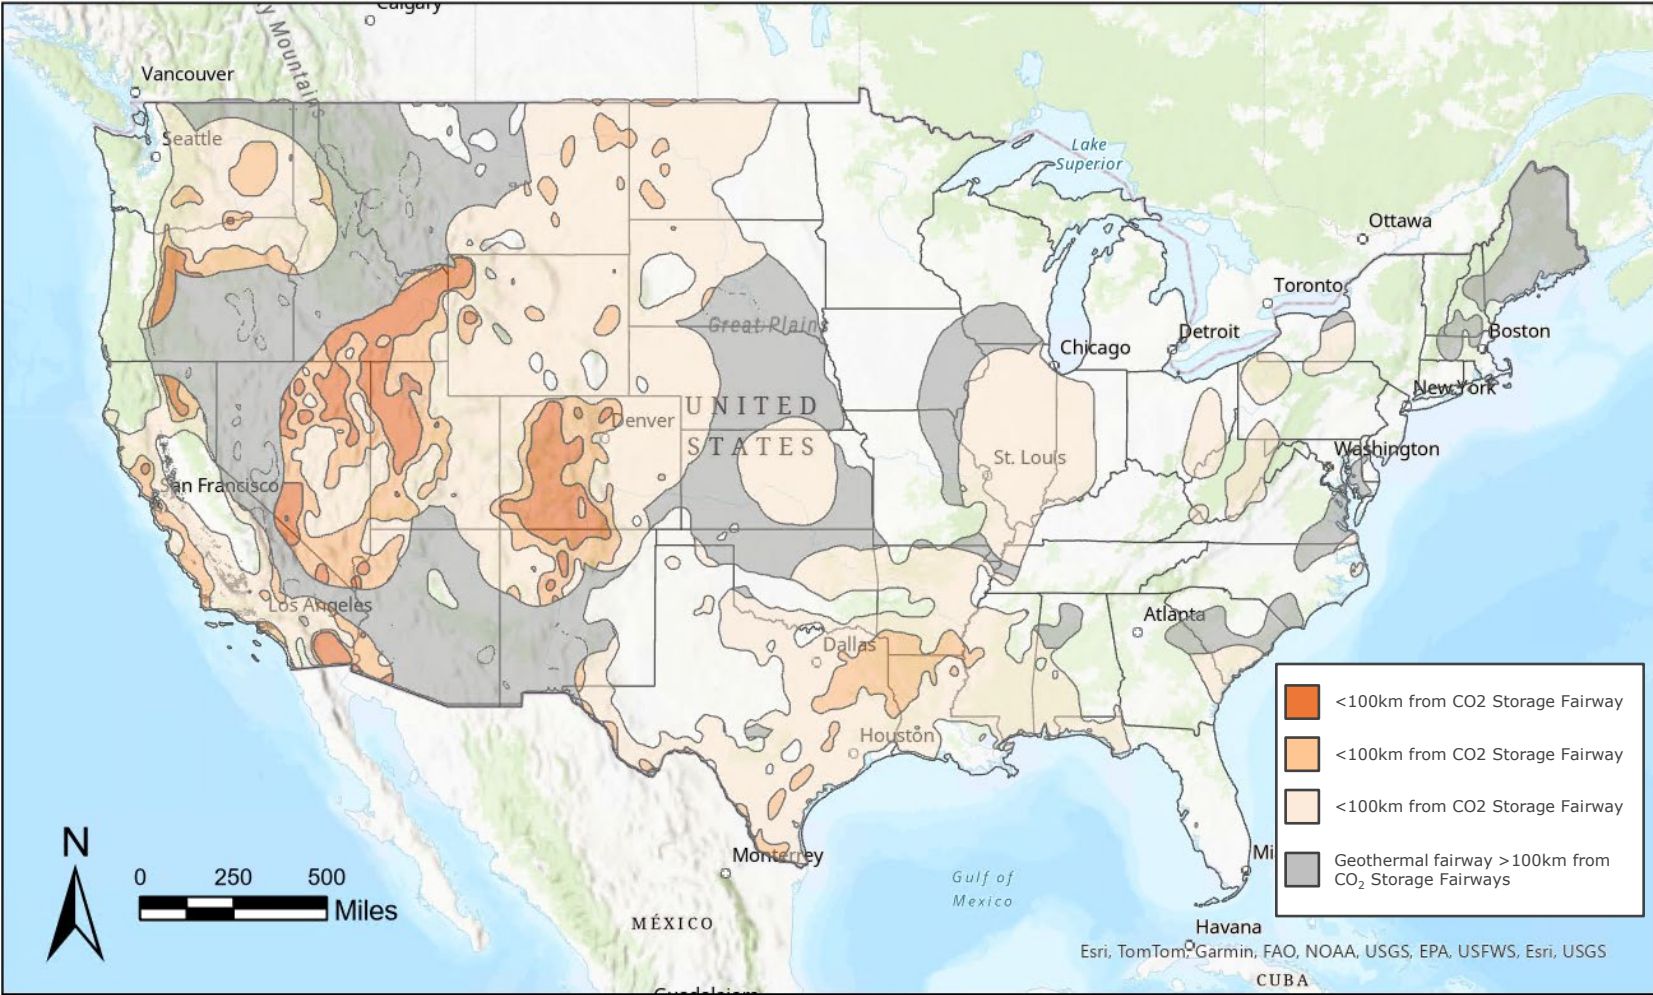 Calgary
y Mountains
Vancouver
Seattle
Lake
Superior
Ottawa
Toronto
Great Plains
Detroit
Boston
Chicago
New York
UNITED
STATES
Denver
Washington
St. Louis
San Francisco
Los Angeles
Atlanta
Dallas
Houston
<100km from CO2 Storage Fairway
<100km from CO2 Storage Fairway
<100km from CO2 Storage Fairway
Geothermal fairway >100km from
CO₂ Storage Fairways
N
0 250 500
Miles
Monterrey
Mi
Gulf of
Mexico
MÉXICO
Havana
Esri, TomTom, Garmin, FAO, NOAA, USGS, EPA, USFWS, Esri, USGS
CUBA
Guadalajara